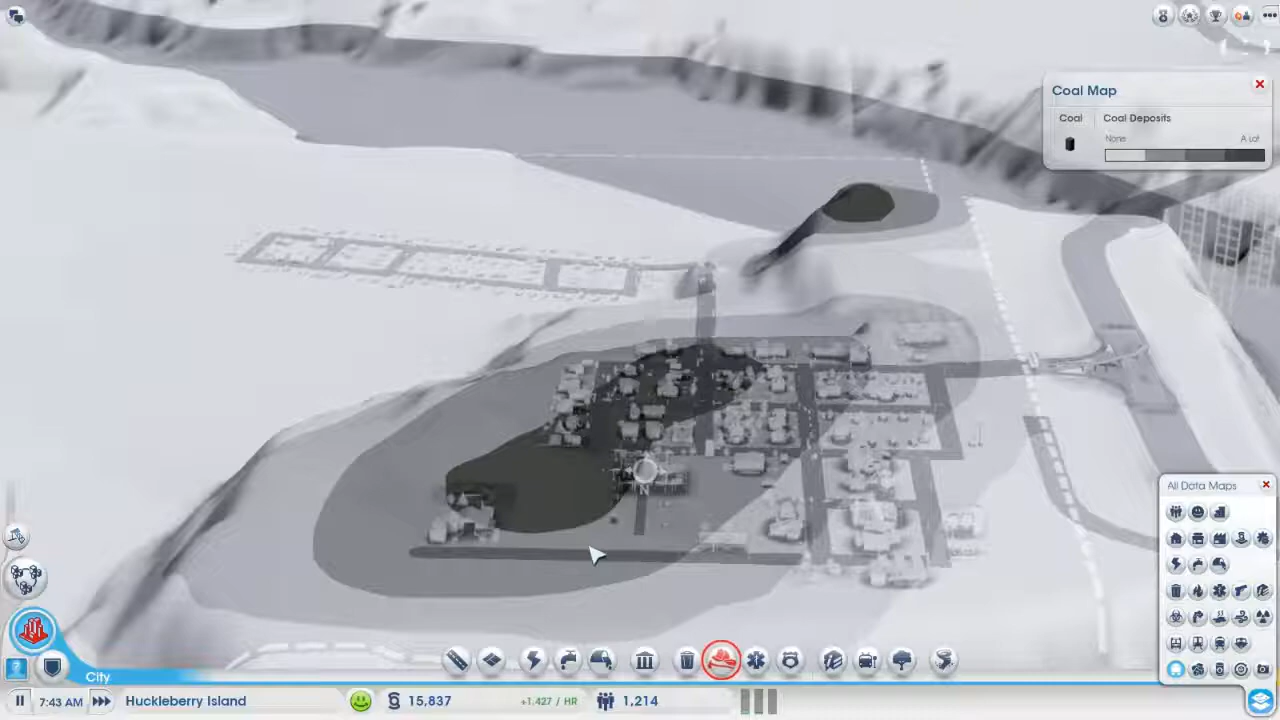 Coal Map
Coal Coal Deposits
None A Lot
All Data Maps
N
?
City
7:43 AM Huckleberry Island 15,837 +1,427 / HR 1,214